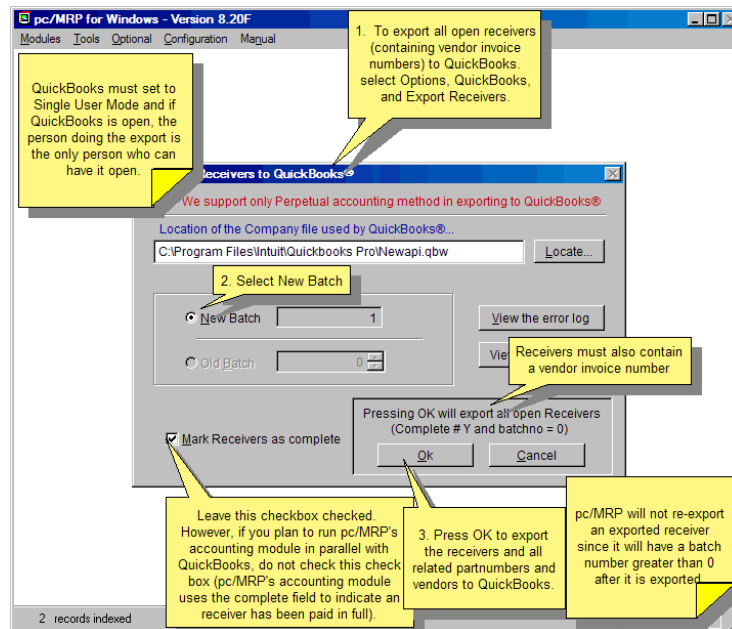 pc/MRP for Windows - Version 8.20F
Modules Tools Optional Configuration Manual
1. To export all open receivers
(containing vendor invoice
numbers) to QuickBooks.
select Options, QuickBooks,
and Export Receivers.
QuickBooks must set to
Single User Mode and if
QuickBooks is open, the
person doing the export is
the only person who can
have it open.
Receivers to QuickBooks®
We support only Perpetual accounting method in exporting to QuickBooks®
Location of the Company file used by QuickBooks®...
C:\Program Files\Intuit\Quickbooks Pro\Newapi.qbw
Locate...
2. Select New Batch
New Batch 1
View the error log
Old Batch 0
Receivers must also contain
a vendor invoice number
Pressing OK will export all open Receivers
(Complete # Y and batchno = 0)
Mark Receivers as complete
Ok Cancel
Leave this checkbox checked.
However, if you plan to run pc/MRP's
accounting module in parallel with
QuickBooks, do not check this check
box (pc/MRP's accounting module
uses the complete field to indicate an
receiver has been paid in full).
3. Press OK to export
the receivers and all
related partnumbers and
vendors to QuickBooks.
pc/MRP will not re-export
an exported receiver
since it will have a batch
number greater than 0
after it is exported
2 records indexed